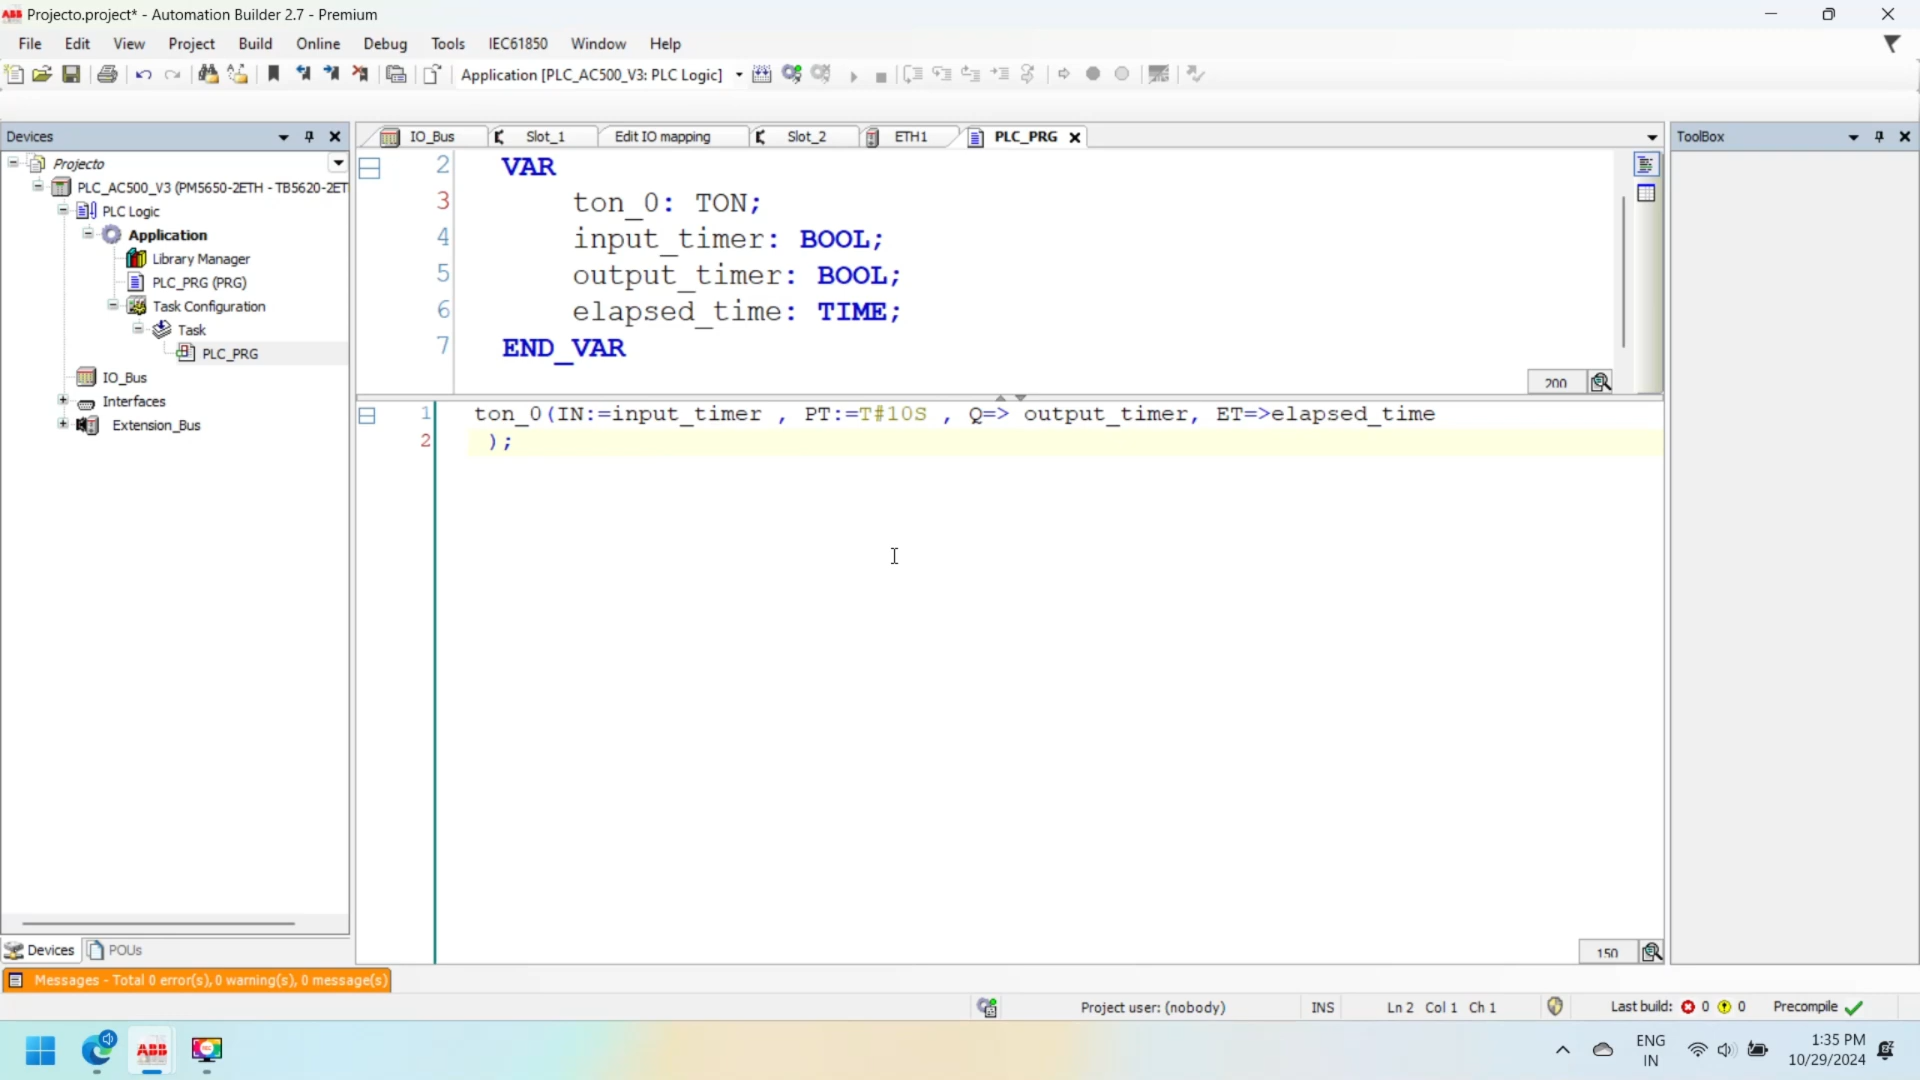 ABB Projecto.project* - Automation Builder 2.7 - Premium
File Edit View Project Build Online Debug Tools IEC61850 Window Help
Application [PLC_AC500_V3: PLC Logic]
Devices
Projecto
PLC_AC500_V3 (PM5650-2ETH - TB5620-2ET
PLC Logic
Application
Library Manager
PLC_PRG (PRG)
Task Configuration
Task
PLC_PRG
IO_Bus
Interfaces
Extension_Bus
Devices POUs
IO_Bus Slot_1 Edit IO mapping Slot_2 ETH1 PLC_PRG
2 VAR
3 ton_0: TON;
4 input_timer: BOOL;
5 output_timer: BOOL;
6 elapsed_time: TIME;
7 END_VAR
200
1 ton_0(IN:=input_timer , PT:=T#10S , Q=> output_timer, ET=>elapsed_time
2 );
150
ToolBox
Messages - Total 0 error(s), 0 warning(s), 0 message(s)
Project user: (nobody) INS Ln 2 Col 1 Ch 1 Last build: 0 0 Precompile
ABB
ENG
IN
1:35 PM
10/29/2024